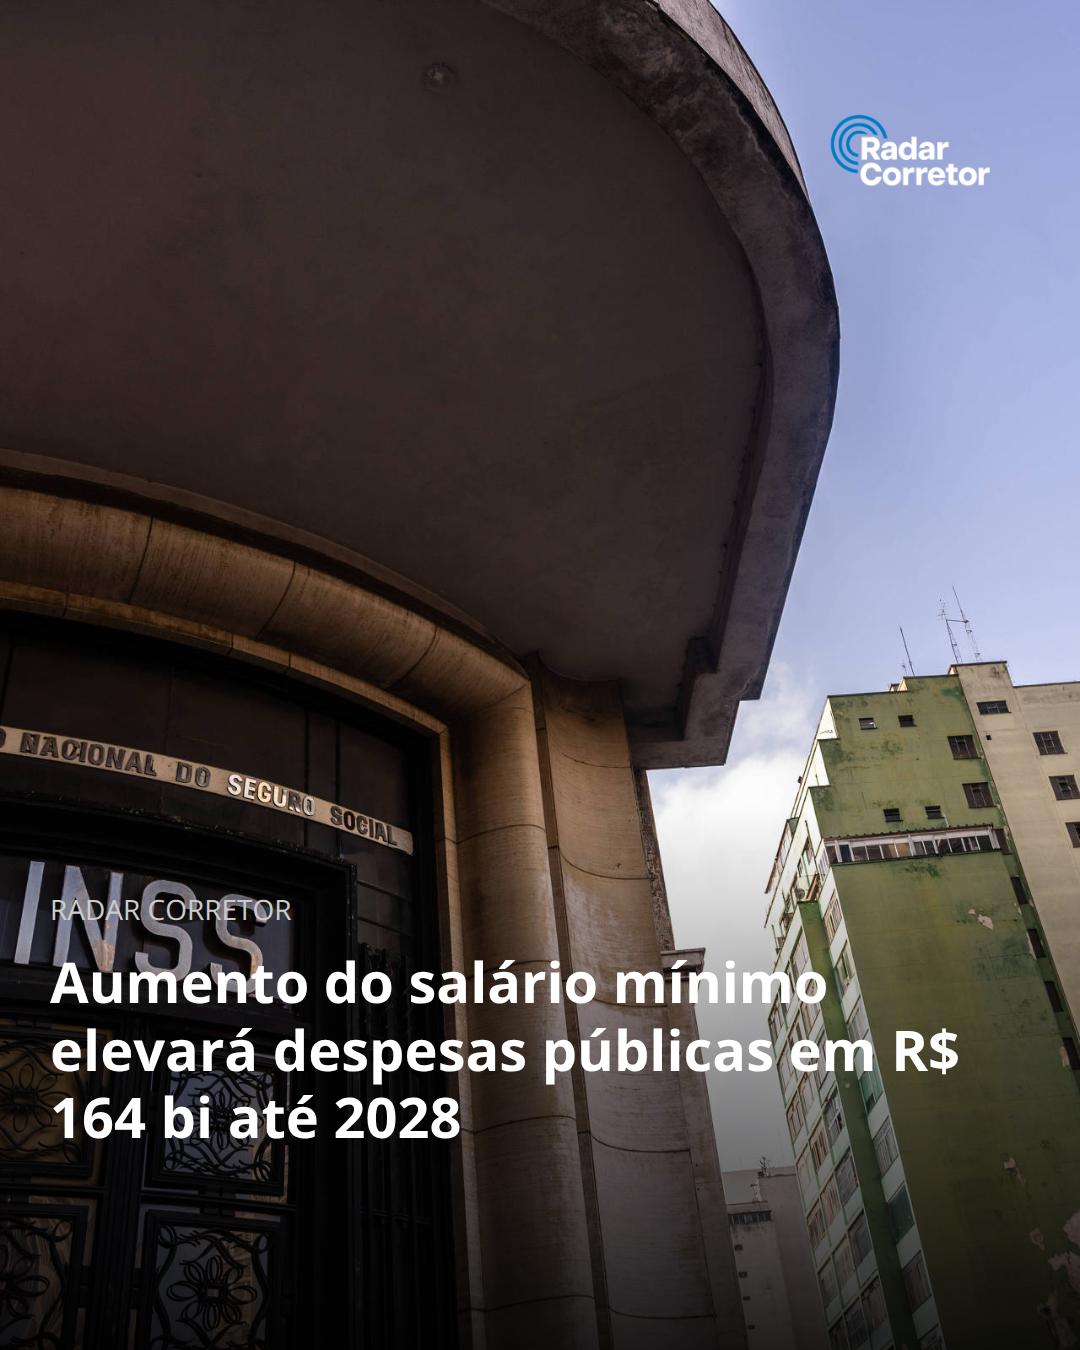 Radar
Corretor
NACIONAL DO SEGURO SOCIAL
INSS
RADAR CORRETOR
Aumento do salário mínimo
elevará despesas públicas em R$
164 bi até 2028